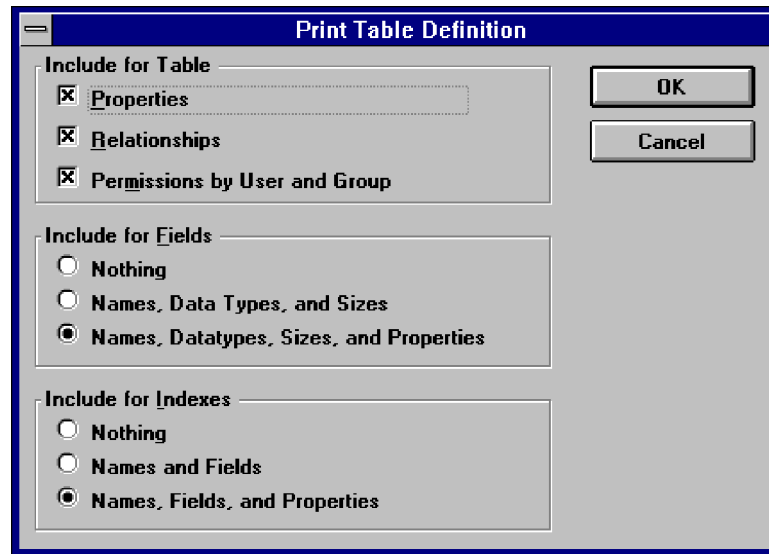 Print Table Definition
Include for Table
Properties
Relationships
Permissions by User and Group
OK
Cancel
Include for Fields
Nothing
Names, Data Types, and Sizes
Names, Datatypes, Sizes, and Properties
Include for Indexes
Nothing
Names and Fields
Names, Fields, and Properties